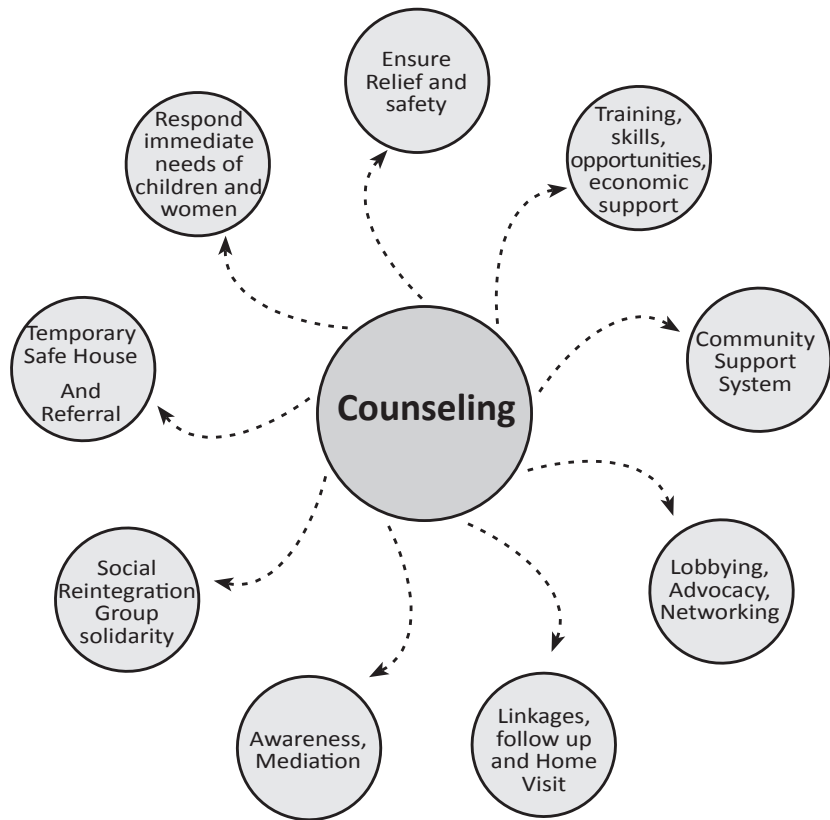 Ensure
Relief and
safety
Training,
skills,
opportunities,
economic
support
Community
Support
System
Lobbying,
Advocacy,
Networking
Linkages,
follow up
and Home
Visit
Awareness,
Mediation
Social
Reintegration
Group
solidarity
Temporary
Safe House
And
Referral
Respond
immediate
needs of
children and
women
Counseling